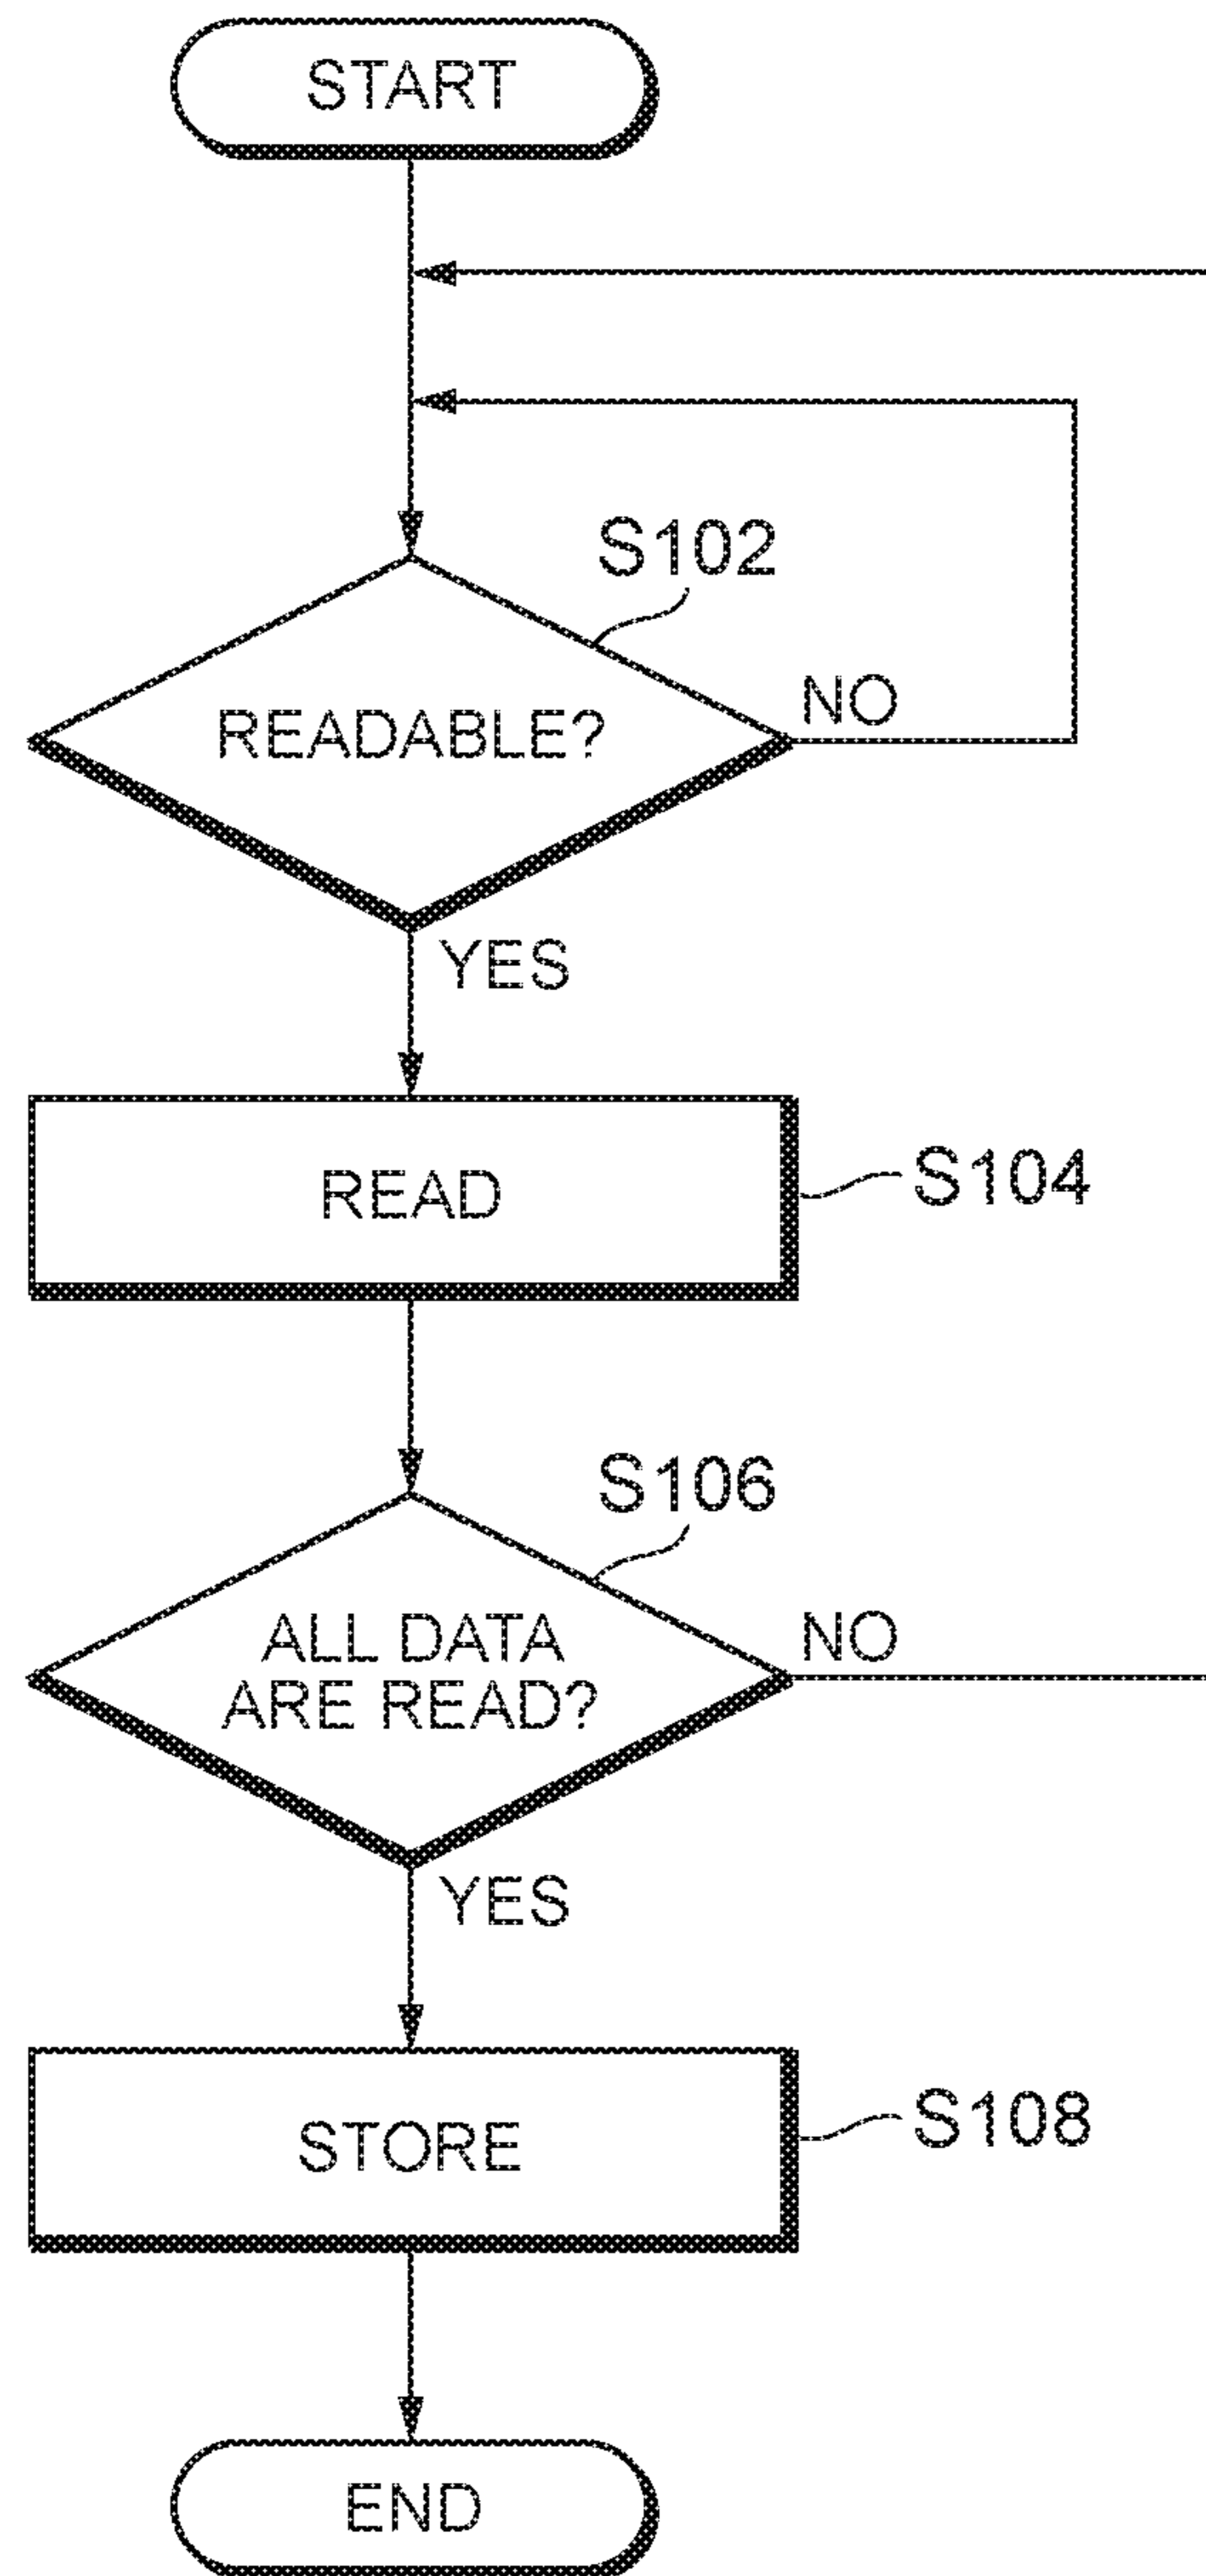 START
S102
READABLE?
NO
YES
READ
S104
S106
ALL DATA
ARE READ?
NO
YES
STORE
S108
END